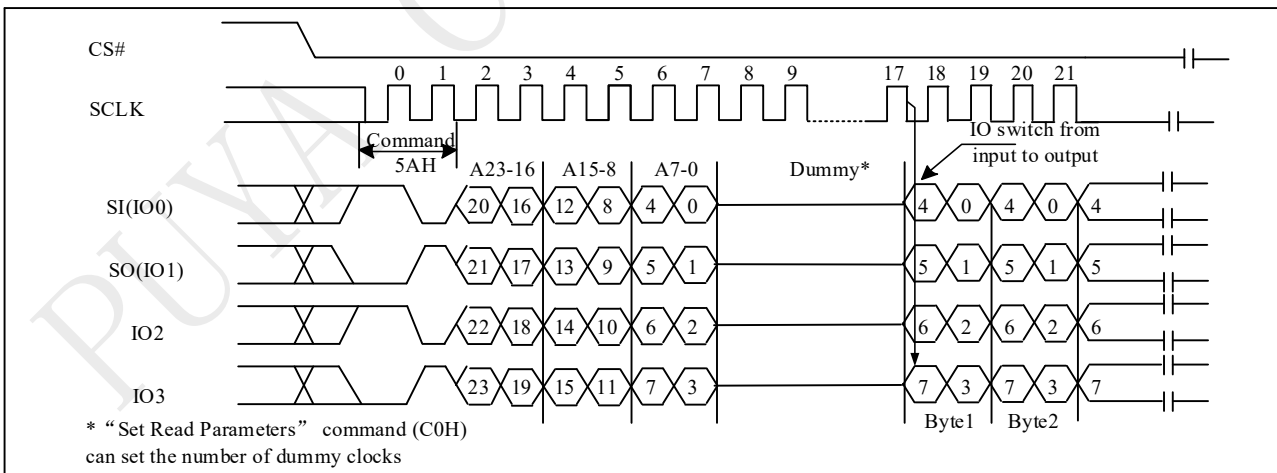 CS#
0 1 2 3 4 5 6 7 8 9 17 18 19 20 21
SCLK
Command
5AH
IO switch from
input to output
A23-16 A15-8 A7-0 Dummy*
SI(IO0) 20 16 12 8 4 0 4 0 4 0 4
SO(IO1) 21 17 13 9 5 1 5 1 5 1 5
IO2 22 18 14 10 6 2 6 2 6 2 6
IO3 23 19 15 11 7 3 7 3 7 3 7
Byte1 Byte2
* “Set Read Parameters” command (C0H)
can set the number of dummy clocks
PUYA C